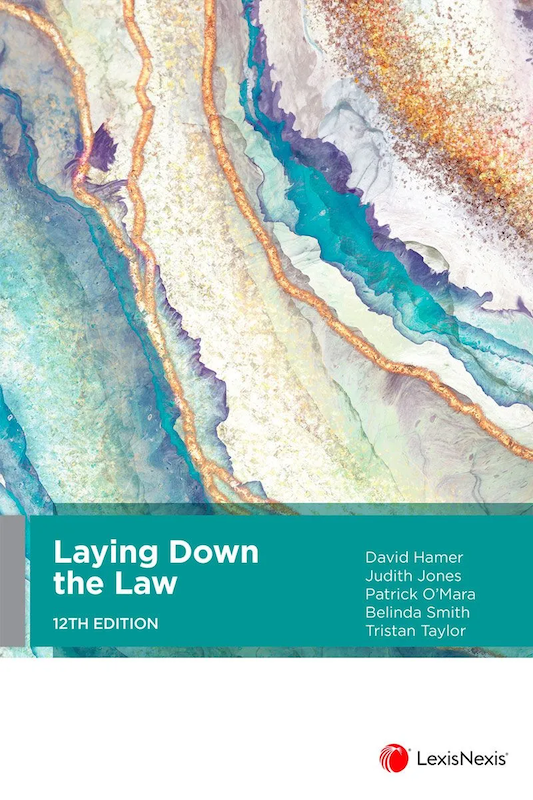 Laying Down
the Law
12TH EDITION
David Hamer
Judith Jones
Patrick O’Mara
Belinda Smith
Tristan Taylor
LexisNexis®